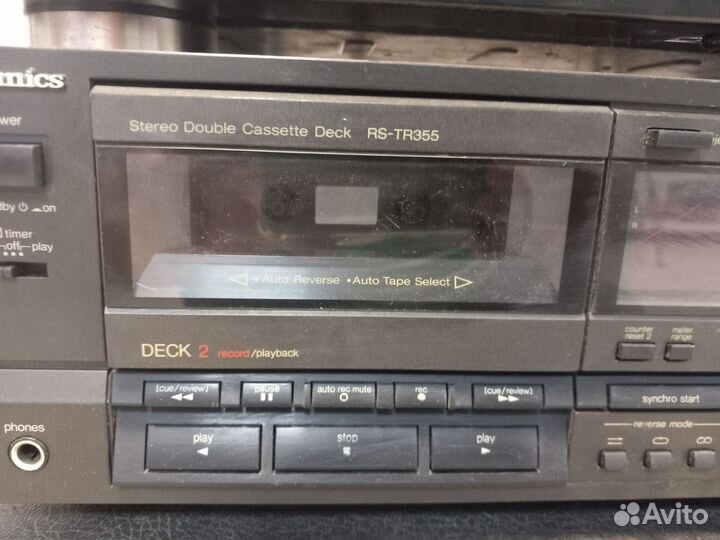 Stereo Double Cassette Deck RS-TR355
timer
off play
on
• Auto Reverse • Auto Tape Select
DECK 2 record/playback
counter reset 2
meter range
[cue/review]
pause
auto rec mute
rec
[cue/review]
synchro start
phones
play
stop
play
reverse mode
L
R
Avito